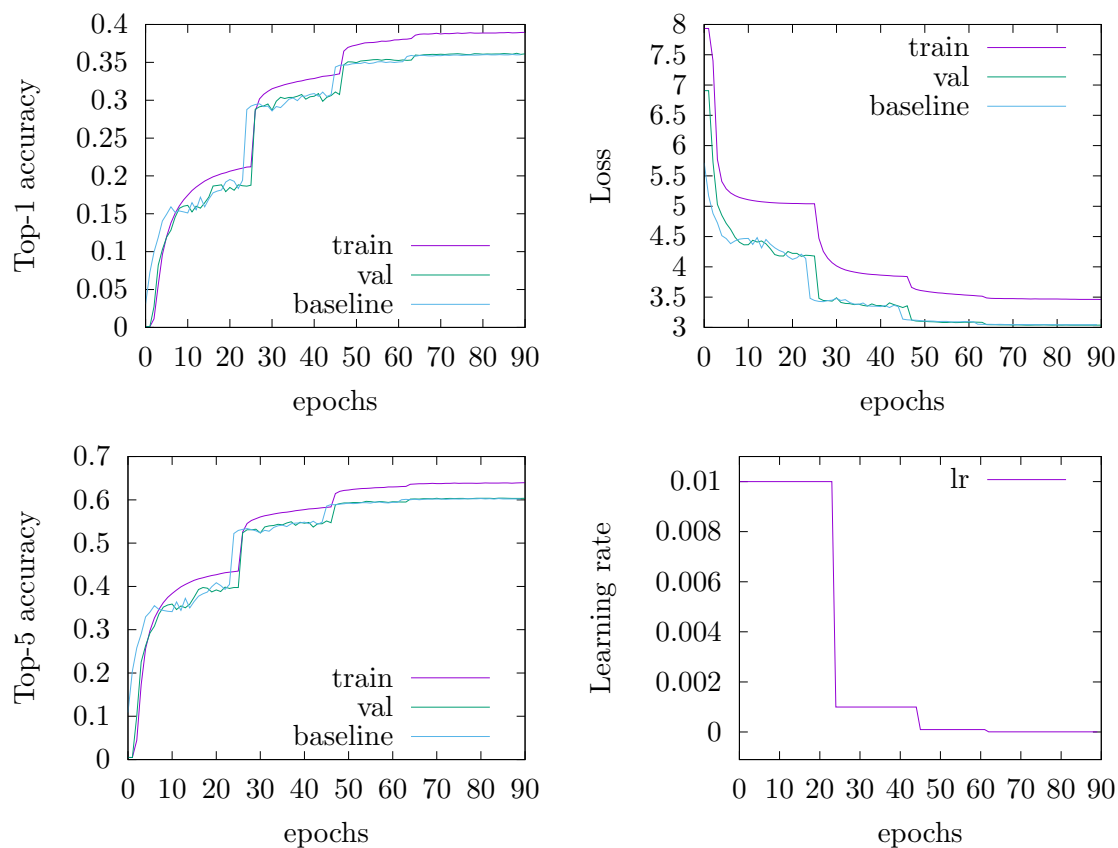 Top-1 accuracy
0.4
0.35
0.3
0.25
0.2
0.15
0.1
0.05
0
train
val
baseline
0 10 20 30 40 50 60 70 80 90
epochs
Loss
8
7.5
7
6.5
6
5.5
5
4.5
4
3.5
3
train
val
baseline
0 10 20 30 40 50 60 70 80 90
epochs
Top-5 accuracy
0.7
0.6
0.5
0.4
0.3
0.2
0.1
0
train
val
baseline
0 10 20 30 40 50 60 70 80 90
epochs
Learning rate
0.01
0.008
0.006
0.004
0.002
0
lr
0 10 20 30 40 50 60 70 80 90
epochs